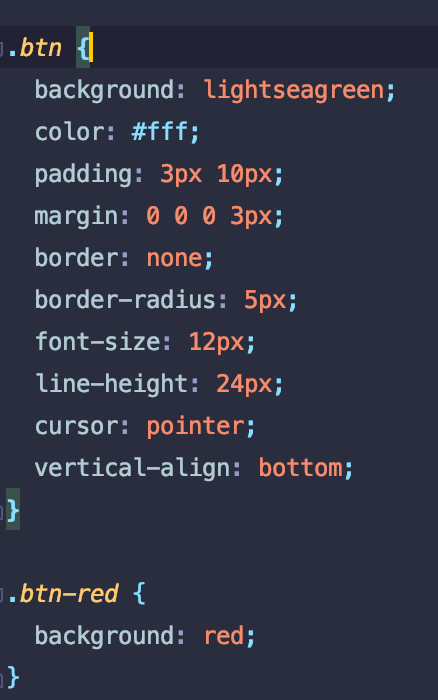 .btn {
background: lightseagreen;
color: #fff;
padding: 3px 10px;
margin: 0 0 0 3px;
border: none;
border-radius: 5px;
font-size: 12px;
line-height: 24px;
cursor: pointer;
vertical-align: bottom;
}
.btn-red {
background: red;
}